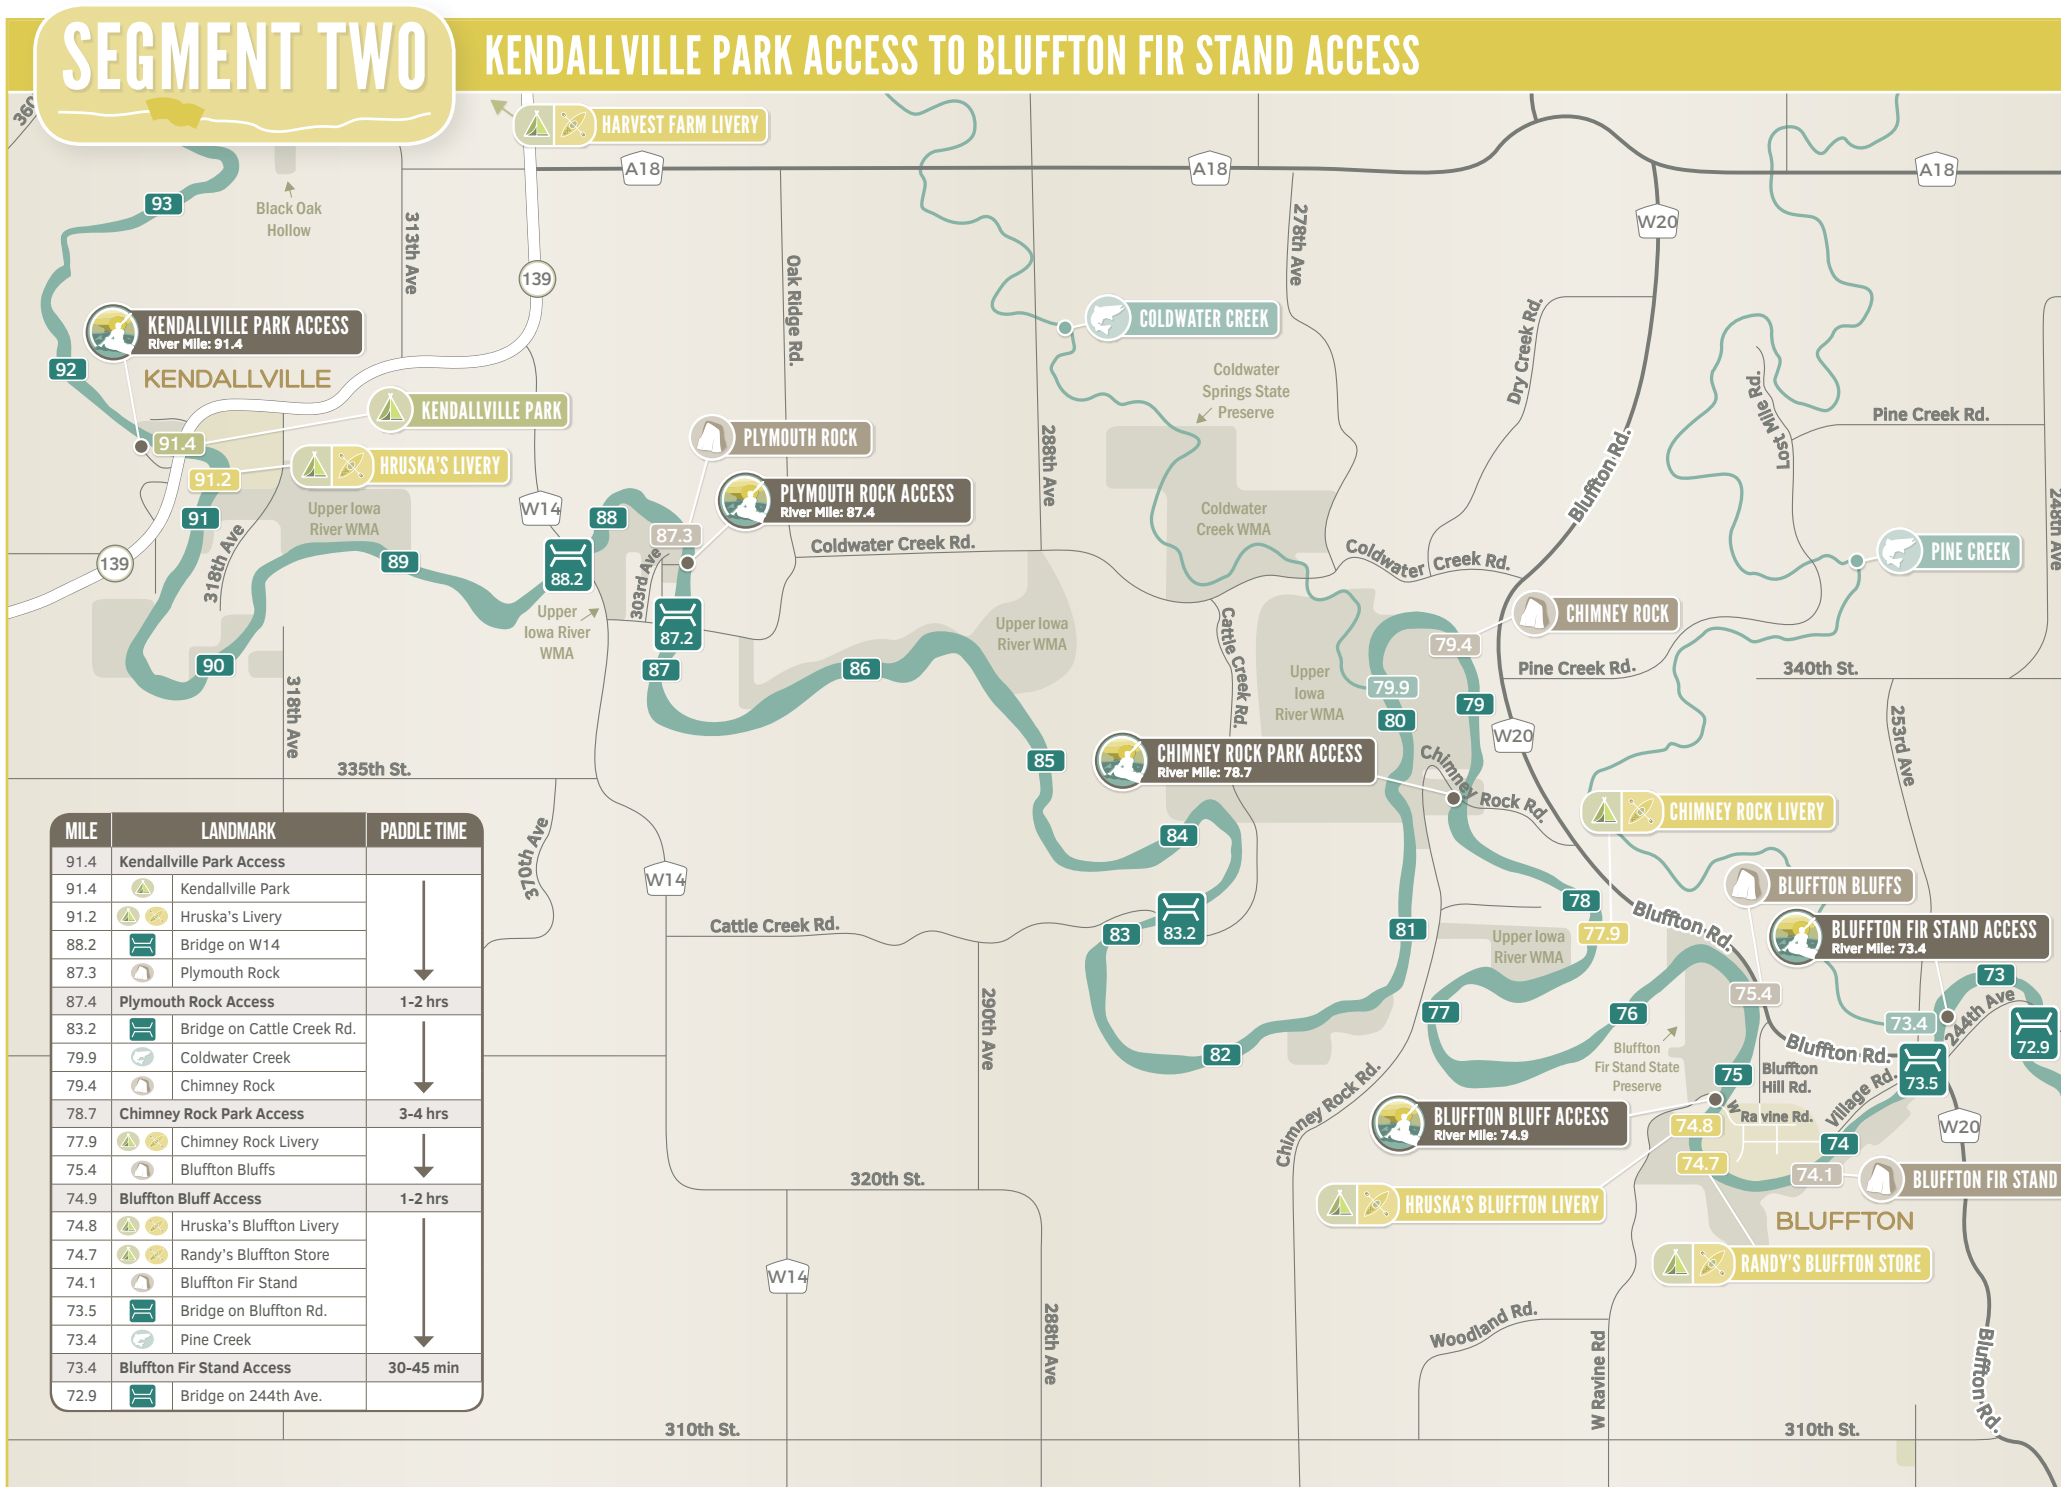 SEGMENT TWO
KENDALLVILLE PARK ACCESS TO BLUFFTON FIR STAND ACCESS
HARVEST FARM LIVERY
A18
A18
A18
93
Black Oak
Hollow
313th Ave
139
Oak Ridge Rd.
278th Ave
W20
KENDALLVILLE PARK ACCESS
River Mile: 91.4
COLDWATER CREEK
92
KENDALLVILLE
Coldwater
Springs State
Preserve
Dry Creek Rd.
Lost Mile Rd.
Pine Creek Rd.
KENDALLVILLE PARK
91.4
PLYMOUTH ROCK
HRUSKA'S LIVERY
91.2
288th Ave
Bluffton Rd.
PLYMOUTH ROCK ACCESS
River Mile: 87.4
Upper Iowa
River WMA
W14
88
91
Coldwater
Creek WMA
248th Ave
318th Ave
87.3
303rd Ave
Coldwater Creek Rd.
Coldwater Creek Rd.
PINE CREEK
139
89
88.2
Upper
Iowa River
WMA
87.2
Upper Iowa
River WMA
Cattle Creek Rd.
CHIMNEY ROCK
79.4
90
87
86
Upper
Iowa
River WMA
79.9
79
80
Pine Creek Rd.
340th St.
318th Ave
253rd Ave
W20
335th St.
85
CHIMNEY ROCK PARK ACCESS
River Mile: 78.7
Chimney Rock Rd.
CHIMNEY ROCK LIVERY
84
370th Ave
W14
BLUFFTON BLUFFS
78
77.9
Bluffton Rd.
BLUFFTON FIR STAND ACCESS
River Mile: 73.4
Cattle Creek Rd.
83
83.2
81
Upper Iowa
River WMA
290th Ave
75.4
73
244th Ave
77
76
73.4
72.9
82
Bluffton
Fir Stand State
Preserve
Bluffton Rd.
73.5
75
Bluffton
Hill Rd.
Village Rd.
Chimney Rock Rd.
BLUFFTON BLUFF ACCESS
River Mile: 74.9
W Ravine Rd.
74.8
74
W20
74.7
74.1
BLUFFTON FIR STAND
320th St.
HRUSKA'S BLUFFTON LIVERY
BLUFFTON
RANDY'S BLUFFTON STORE
W14
288th Ave
Woodland Rd.
W Ravine Rd
Bluffton Rd.
310th St.
310th St.
MILE LANDMARK PADDLE TIME
91.4 Kendallville Park Access
91.4 Kendallville Park
91.2 Hruska's Livery
88.2 Bridge on W14
87.3 Plymouth Rock
87.4 Plymouth Rock Access 1-2 hrs
83.2 Bridge on Cattle Creek Rd.
79.9 Coldwater Creek
79.4 Chimney Rock
78.7 Chimney Rock Park Access 3-4 hrs
77.9 Chimney Rock Livery
75.4 Bluffton Bluffs
74.9 Bluffton Bluff Access 1-2 hrs
74.8 Hruska's Bluffton Livery
74.7 Randy's Bluffton Store
74.1 Bluffton Fir Stand
73.5 Bridge on Bluffton Rd.
73.4 Pine Creek
73.4 Bluffton Fir Stand Access 30-45 min
72.9 Bridge on 244th Ave.